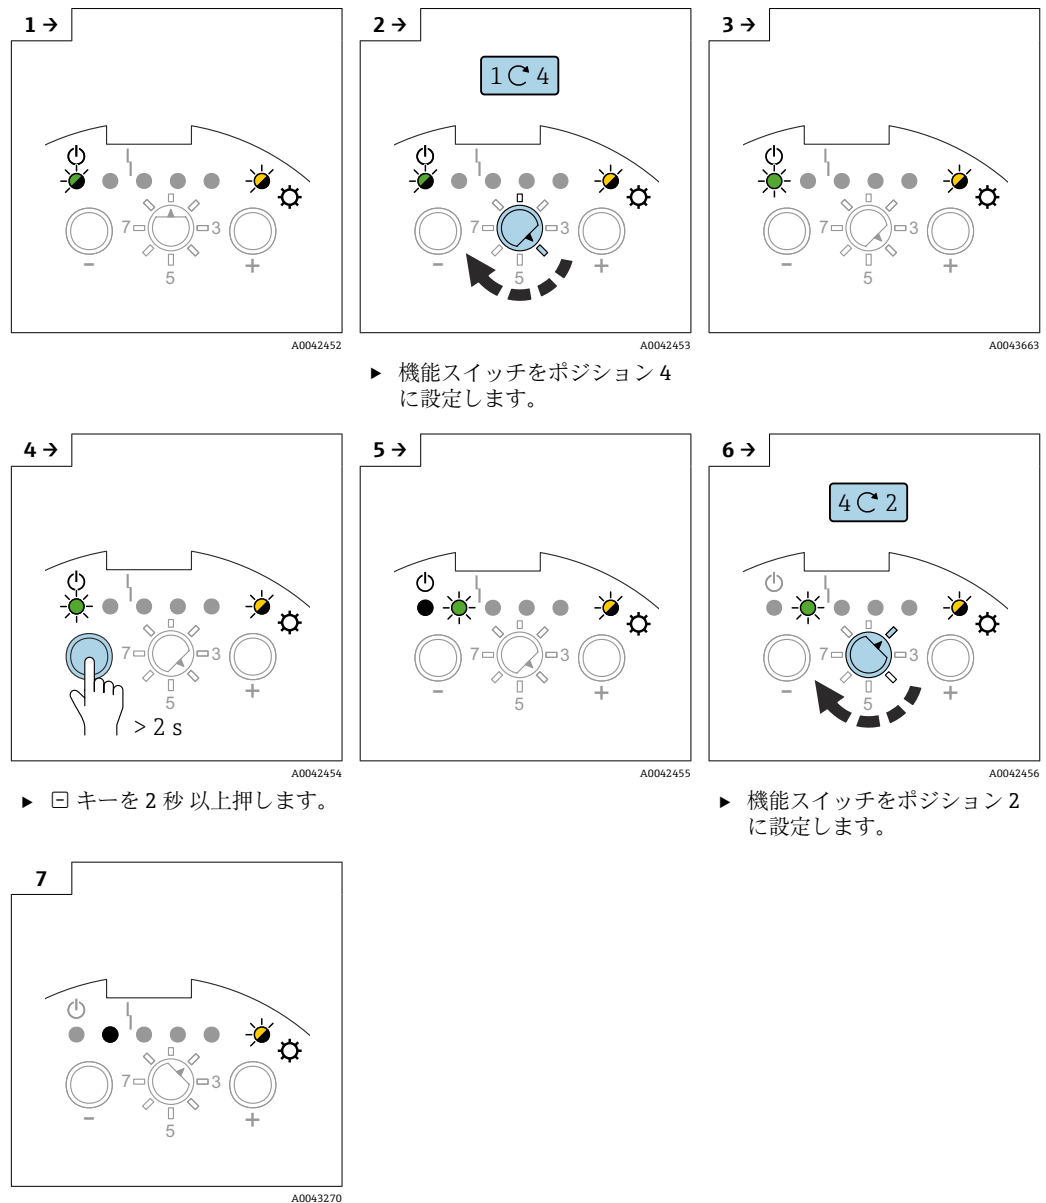 1 →
2 →
3 →
1 4
7 3
5
- +
7 3
5
- +
7 3
5
- +
A0042452
A0042453
A0043663
▶ 機能スイッチをポジション 4
に設定します。
4 →
5 →
6 →
4 2
7 3
5
+
> 2 s
7 3
5
- +
7 3
5
- +
A0042454
A0042455
A0042456
▶ ⊟ キーを 2 秒 以上押します。
▶ 機能スイッチをポジション 2
に設定します。
7
7 3
5
- +
A0043270